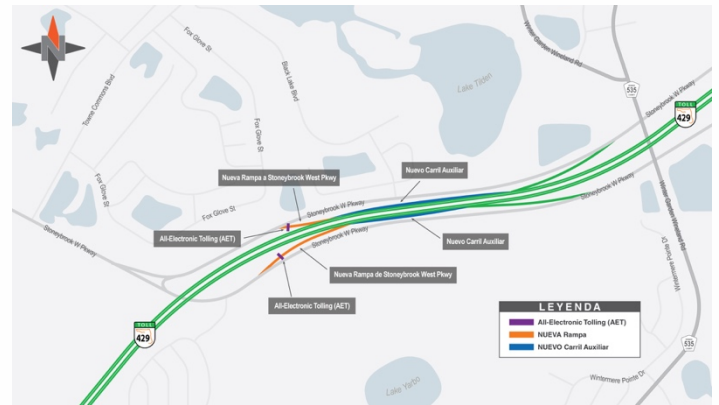 N
Fox Glove St
Towne Commons Blvd
Black Lake Blvd
Fox Glove St
Lake Tilden
Winter Garden Vineland Rd
535
Stoneybrook W Pkwy
TOLL
429
Nueva Rampa a Stoneybrook West Pkwy
Nuevo Carril Auxiliar
Fox Glove St
Stoneybrook W Pkwy
Stoneybrook W Pkwy
Winter Garden Vineland Rd
All-Electronic Tolling (AET)
Stoneybrook W Pkwy
Nuevo Carril Auxiliar
Stoneybrook W Pkwy
Nueva Rampa de Stoneybrook West Pkwy
Wintermere Pointe Dr
All-Electronic Tolling (AET)
LEYENDA
All-Electronic Tolling (AET)
NUEVA Rampa
NUEVO Carril Auxiliar
TOLL
429
535
Wintermere Pointe Dr
Lake Yarbo